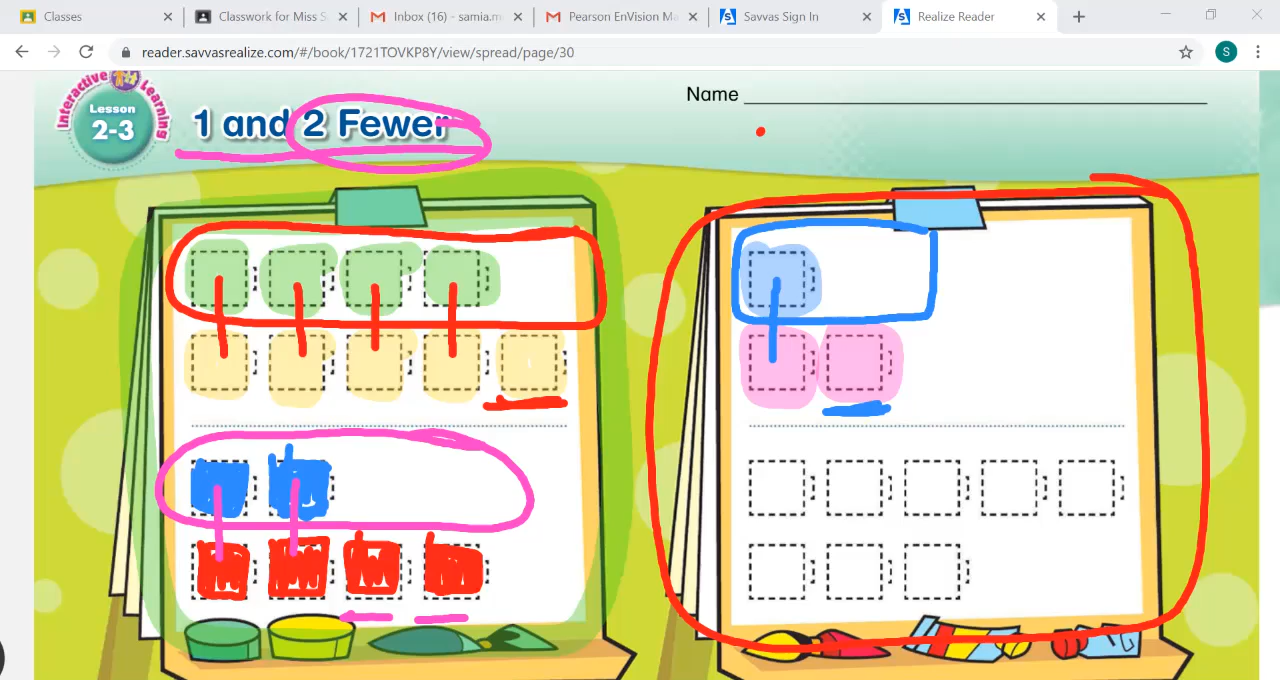 Classes
Classwork for Miss S
Inbox (16) - samia.m
Pearson EnVision Ma
Savvas Sign In
Realize Reader
reader.savvasrealize.com/#/book/1721TOVKP8Y/view/spread/page/30
S
Interactive Learning
Lesson
2-3
1 and 2 Fewer
Name